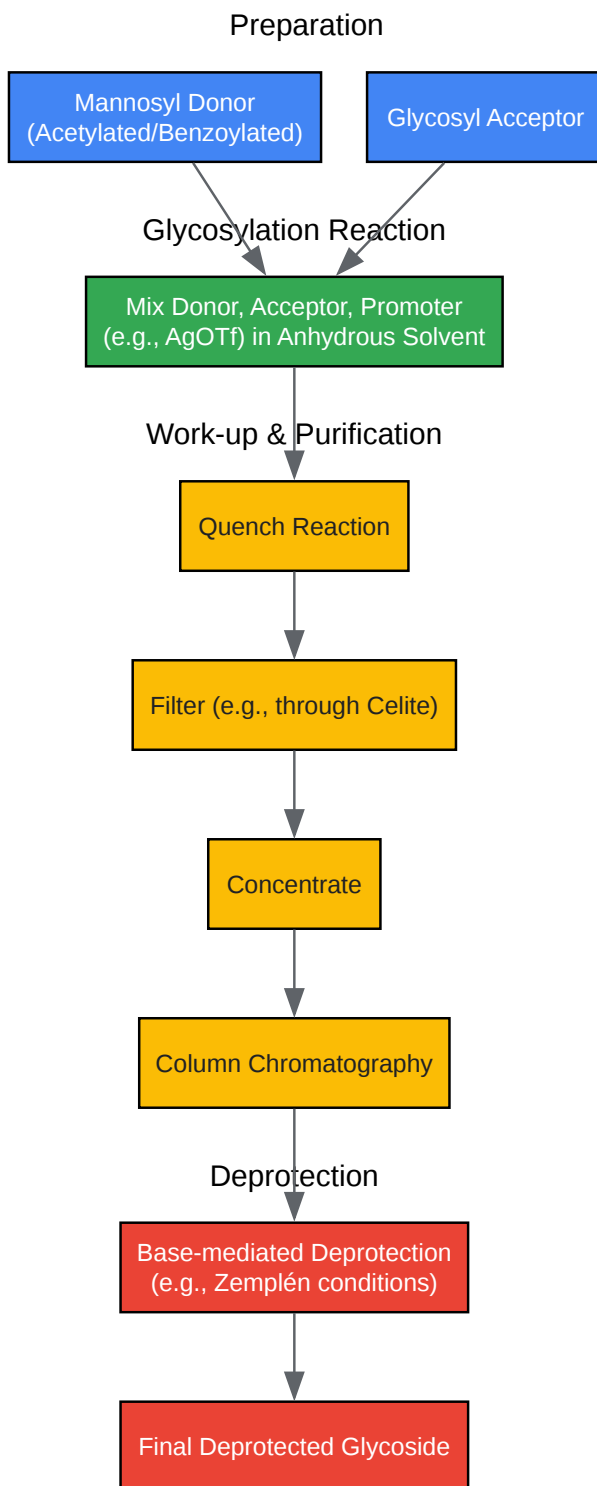 Preparation
Mannosyl Donor
(Acetylated/Benzoylated)
Glycosyl Acceptor
Glycosylation Reaction
Mix Donor, Acceptor, Promoter
(e.g., AgOTf) in Anhydrous Solvent
Work-up & Purification
Quench Reaction
Filter (e.g., through Celite)
Concentrate
Column Chromatography
Deprotection
Base-mediated Deprotection
(e.g., Zemplén conditions)
Final Deprotected Glycoside